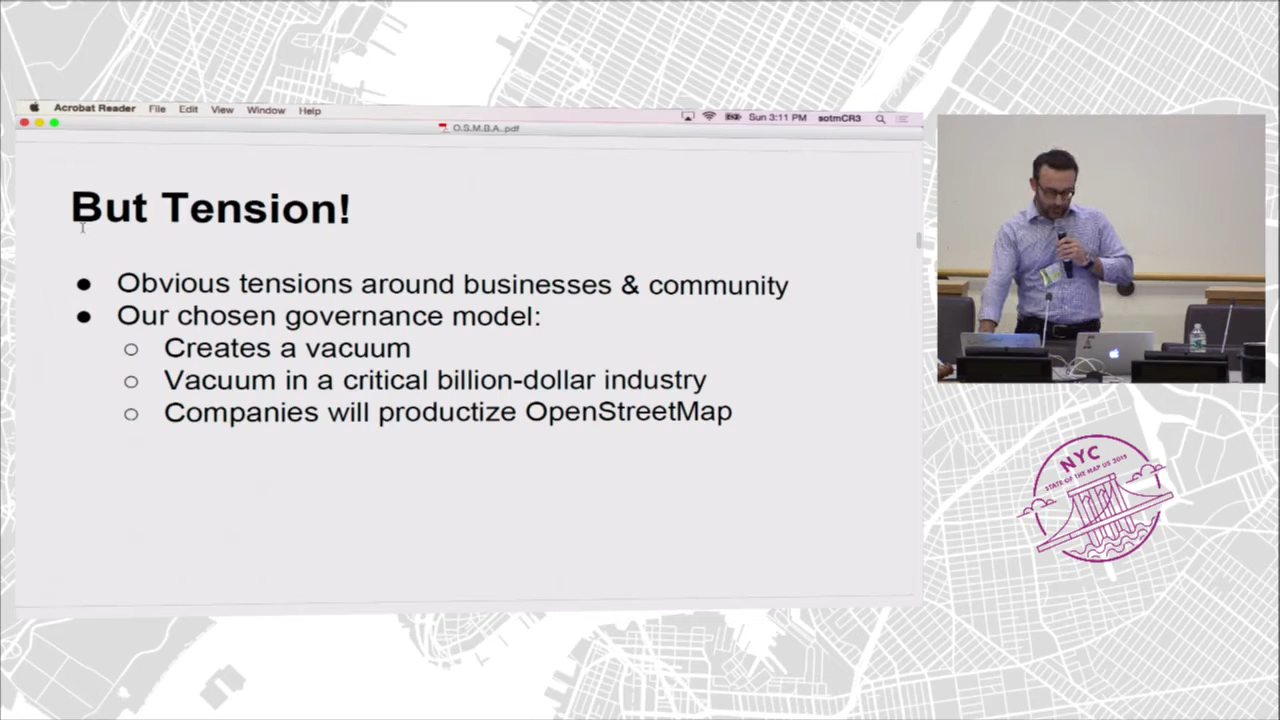 Acrobat Reader File Edit View Window Help
Sun 3:11 PM sotmCR3
O.S.M.B.A..pdf
But Tension!
● Obvious tensions around businesses & community
● Our chosen governance model:
○ Creates a vacuum
○ Vacuum in a critical billion-dollar industry
○ Companies will productize OpenStreetMap
NYC
STATE OF THE MAP US 2015